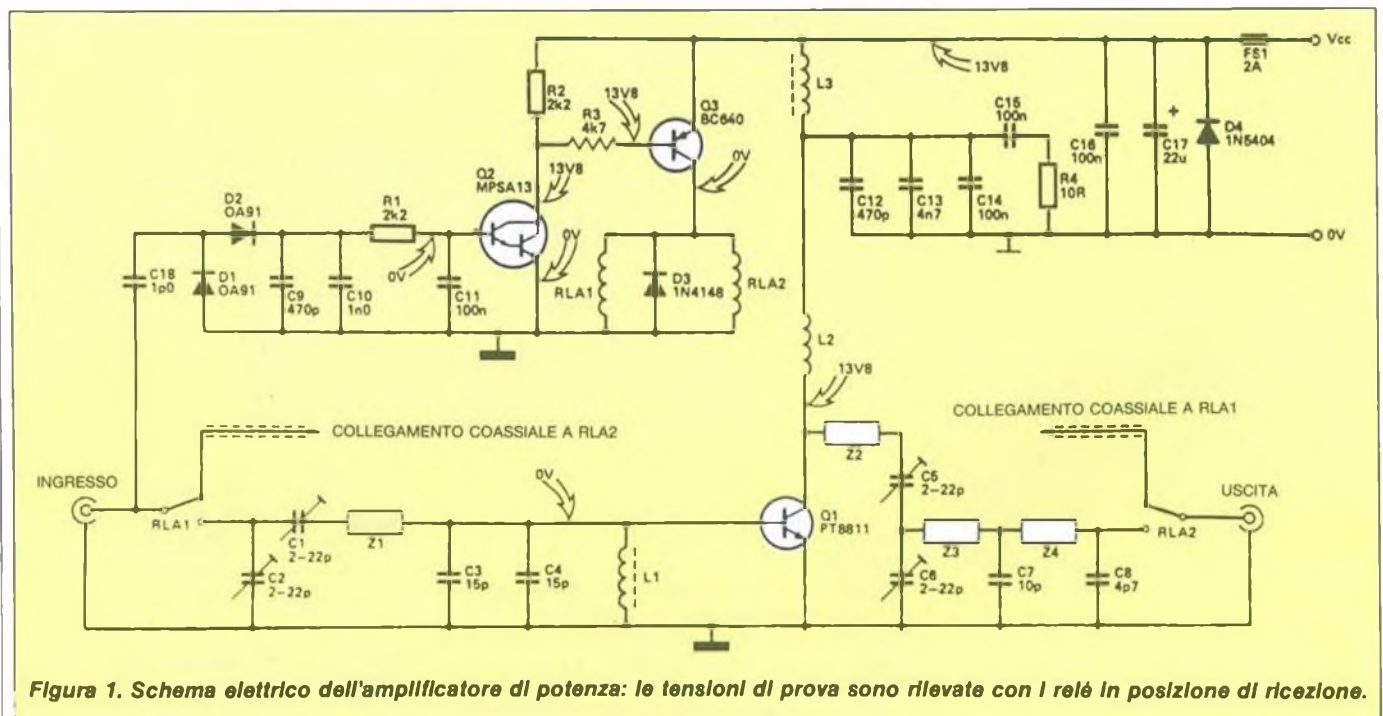 Vcc
FS1
2A
13V8
L3
R2
2k2
R3
4k7
13V8
Q3
BC640
C15
100n
C16
100n
C17
22u
+
D4
1N5404
R4
10R
Q2
MPSA13
13V8
0V
C12
470p
C13
4n7
C14
100n
D2
OA91
R1
2k2
0V
0V
0V
C18
1p0
D1
OA91
C9
470p
C10
1n0
C11
100n
RLA1
D3
1N4148
RLA2
L2
13V8
COLLEGAMENTO COASSIALE A RLA2
COLLEGAMENTO COASSIALE A RLA1
INGRESSO
RLA1
C1
2-22p
Z1
C2
2-22p
C3
15p
C4
15p
0V
L1
Q1
PT8811
Z2
C5
2-22p
C6
2-22p
Z3
Z4
C7
10p
C8
4p7
RLA2
USCITA
Figura 1. Schema elettrico dell'amplificatore di potenza: le tensioni di prova sono rilevate con i relè in posizione di ricezione.